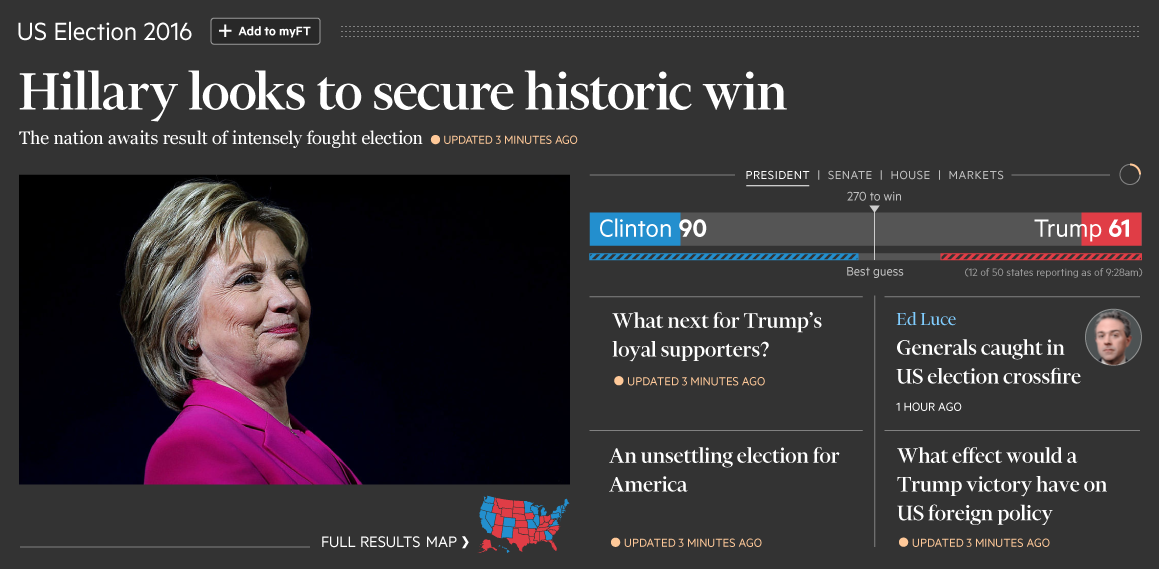 US Election 2016
+ Add to myFT
Hillary looks to secure historic win
The nation awaits result of intensely fought election
UPDATED 3 MINUTES AGO
PRESIDENT | SENATE | HOUSE | MARKETS
270 to win
Clinton 90
Trump 61
Best guess
(12 of 50 states reporting as of 9:28am)
What next for Trump’s
loyal supporters?
UPDATED 3 MINUTES AGO
Ed Luce
Generals caught in
US election crossfire
1 HOUR AGO
An unsettling election for
America
UPDATED 3 MINUTES AGO
What effect would a
Trump victory have on
US foreign policy
UPDATED 3 MINUTES AGO
FULL RESULTS MAP ❯